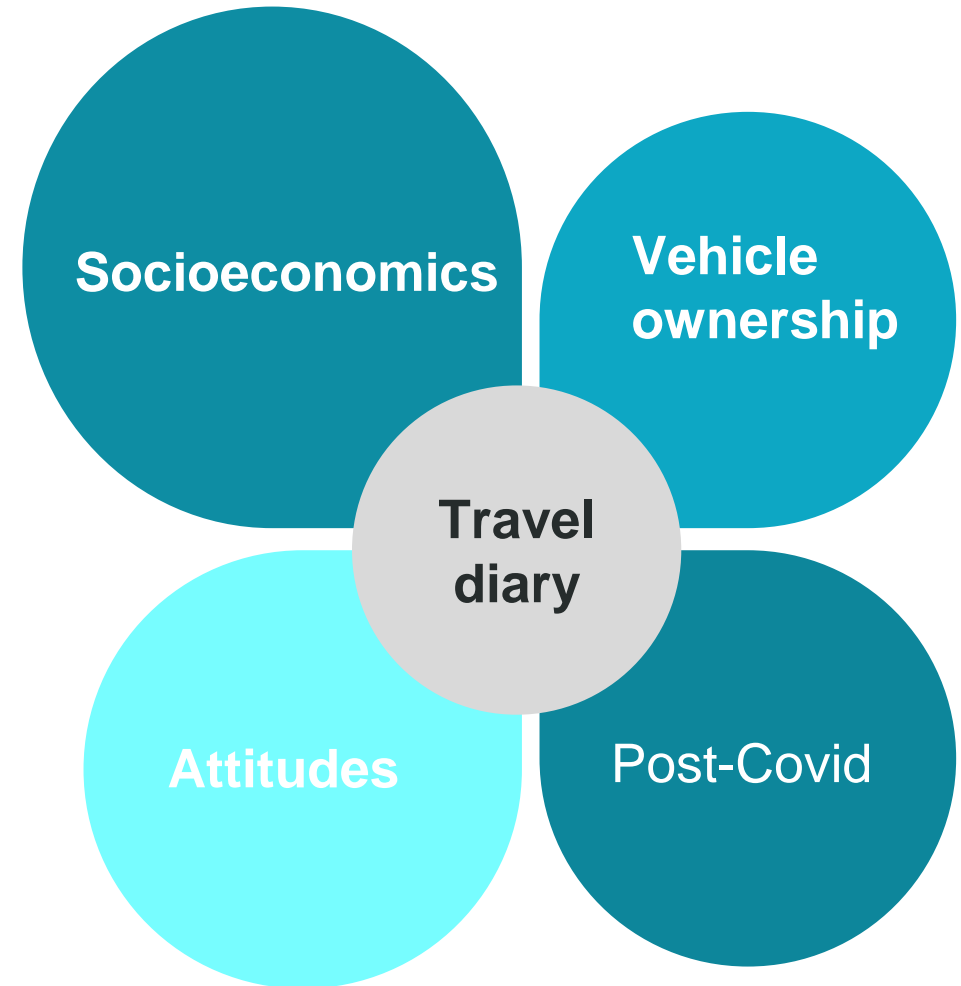 Socioeconomics
Vehicle
ownership
Travel
diary
Attitudes
Post-Covid